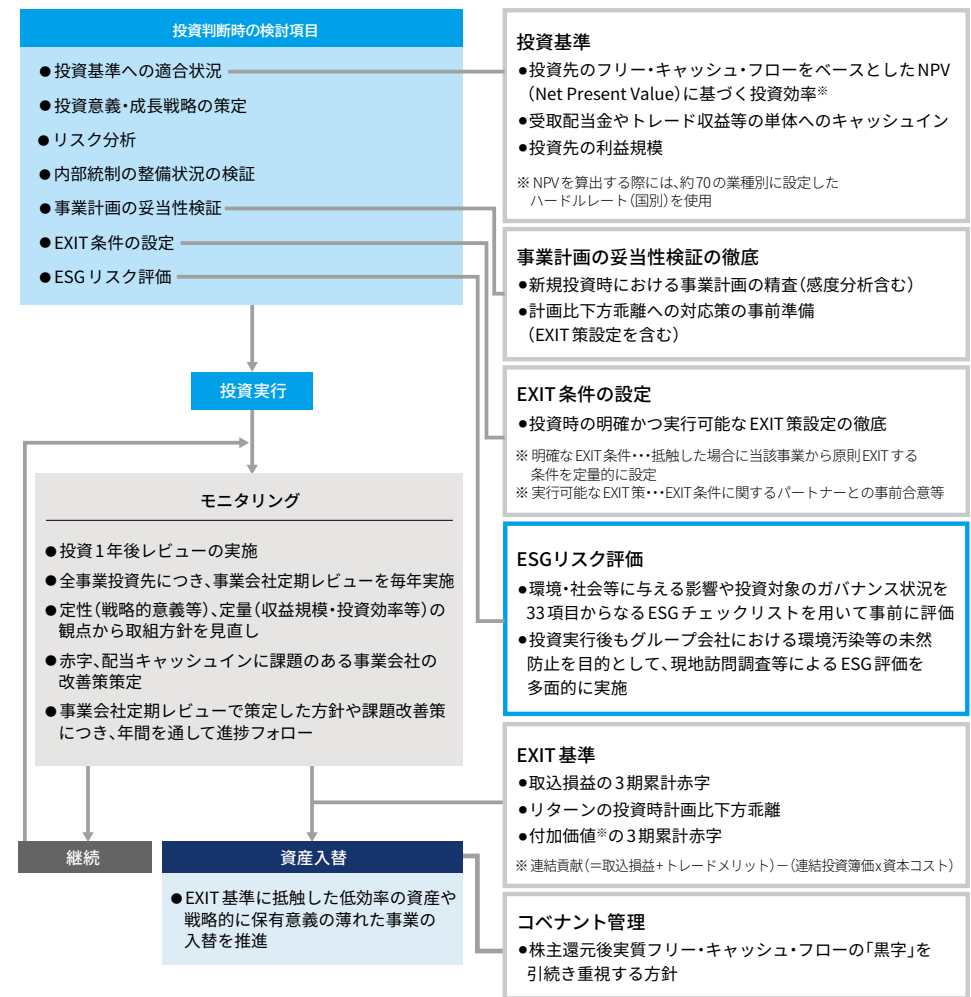 投資判断時の検討項目
●投資基準への適合状況
●投資意義・成長戦略の策定
●リスク分析
●内部統制の整備状況の検証
●事業計画の妥当性検証
●EXIT条件の設定
●ESGリスク評価
投資実行
モニタリング
●投資1年後レビューの実施
●全事業投資先につき、事業会社定期レビューを毎年実施
●定性（戦略的意義等）、定量（収益規模・投資効率等）の
観点から取組方針を見直し
●赤字、配当キャッシュインに課題のある事業会社の
改善策策定
●事業会社定期レビューで策定した方針や課題改善策
につき、年間を通して進捗フォロー
継続
資産入替
●EXIT基準に抵触した低効率の資産や
戦略的に保有意義の薄れた事業の
入替を推進
投資基準
●投資先のフリー・キャッシュ・フローをベースとしたNPV
（Net Present Value）に基づく投資効率※
●受取配当金やトレード収益等の単体へのキャッシュイン
●投資先の利益規模
※NPVを算出する際には、約70の業種別に設定した
ハードルレート（国別）を使用
事業計画の妥当性検証の徹底
●新規投資時における事業計画の精査（感度分析含む）
●計画比下方乖離への対応策の事前準備
（EXIT策設定を含む）
EXIT条件の設定
●投資時の明確かつ実行可能なEXIT策設定の徹底
※明確なEXIT条件・・・抵触した場合に当該事業から原則EXITする
条件を定量的に設定
※実行可能なEXIT策・・・EXIT条件に関するパートナーとの事前合意等
ESGリスク評価
●環境・社会等に与える影響や投資対象のガバナンス状況を
33項目からなるESGチェックリストを用いて事前に評価
●投資実行後もグループ会社における環境汚染等の未然
防止を目的として、現地訪問調査等によるESG評価を
多面的に実施
EXIT基準
●取込損益の3期累計赤字
●リターンの投資時計画比下方乖離
●付加価値※の3期累計赤字
※連結貢献（＝取込損益+トレードメリット）－（連結投資簿価x資本コスト）
コベナント管理
●株主還元後実質フリー・キャッシュ・フローの「黒字」を
引続き重視する方針